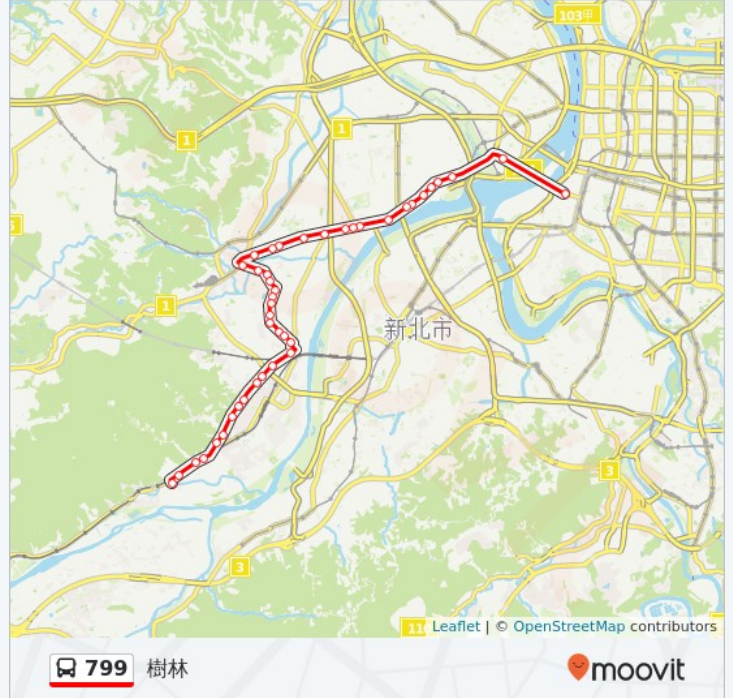 103甲
1
1
1
新北市
3
3
Leaflet | © OpenStreetMap contributors
799 樹林
moovit